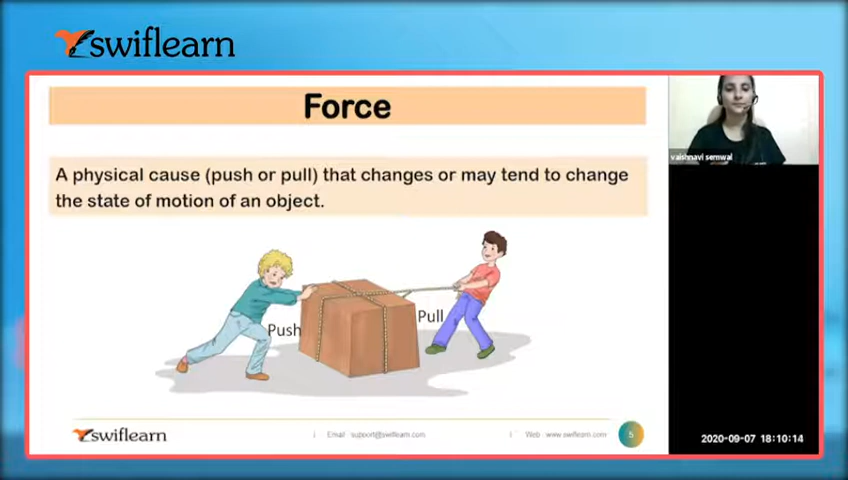 swiflearn
Force
A physical cause (push or pull) that changes or may tend to change
the state of motion of an object.
Push
Pull
vaishnavi semwal
swiflearn
Email : support@swiflearn.com
Web : www.swiflearn.com
5
2020-09-07 18:10:14